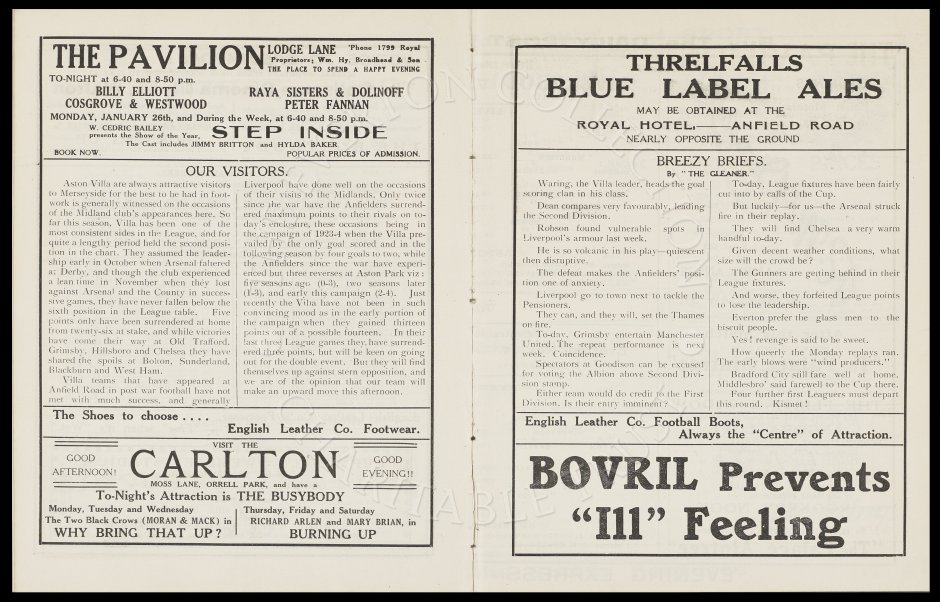 THE PAVILION
LODGE LANE 'Phone 1799 Royal
Proprietors; Wm. Hy. Broadhead & Son
THE PLACE TO SPEND A HAPPY EVENING
TO-NIGHT at 6-40 and 8-50 p.m.
BILLY ELLIOTT RAYA SISTERS & DOLINOFF
COSGROVE & WESTWOOD PETER FANNAN
MONDAY, JANUARY 26th, and During the Week, at 6-40 and 8-50 p.m.
W. CEDRIC BAILEY
presents the Show of the Year, STEP INSIDE
The Cast includes JIMMY BRITTON and HYLDA BAKER
BOOK NOW. POPULAR PRICES OF ADMISSION.
OUR VISITORS.
Aston Villa are always attractive visitors
to Merseyside for the best to be had in foot-
work is generally witnessed on the occasions
of the Midland club's appearances here. So
far this season, Villa has been one of the
most consistent sides in the League, and for
quite a lengthy period held the second posi-
tion in the chart. They assumed the leader-
ship early in October when Arsenal faltered
at Derby, and though the club experienced
a lean time in November when they lost
against Arsenal and the County in succes-
sive games, they have never fallen below the
sixth position in the League table. Five
points only have been surrendered at home
from twenty-six at stake, and while victories
have come their way at Old Trafford,
Grimsby, Hillsboro and Chelsea they have
shared the spoils at Bolton, Sunderland,
Blackburn and West Ham.
Villa teams that have appeared at
Anfield Road in post war football have not
met with much success, and generally
Liverpool have done well on the occasions
of their visits to the Midlands. Only twice
since the war have the Anfielders surrend-
ered maximum points to their rivals on to-
day's enclosure, these occasions being in
the campaign of 1923-4 when the Villa pre-
vailed by the only goal scored and in the
following season by four goals to two, while
the Anfielders since the war have experi-
enced but three reverses at Aston Park viz:
five seasons ago (0-3), two seasons later
(1-3), and early this campaign (2-4). Just
recently the Villa have not been in such
convincing mood as in the early portion of
the campaign when they gained thirteen
points out of a possible fourteen. In their
last three League games they, have surrend-
ered three points, but will be keen on going
out for the double event. But they will find
themselves up against stern opposition, and
we are of the opinion that our team will
make an upward move this afternoon.
The Shoes to choose ....
English Leather Co. Footwear.
GOOD AFTERNOON!
VISIT THE
CARLTON
GOOD EVENING!!
MOSS LANE, ORRELL PARK, and have a
To-Night's Attraction is THE BUSYBODY
Monday, Tuesday and Wednesday
The Two Black Crows (MORAN & MACK) in
WHY BRING THAT UP?
Thursday, Friday and Saturday
RICHARD ARLEN and MARY BRIAN, in
BURNING UP
THRELFALLS
BLUE LABEL ALES
MAY BE OBTAINED AT THE
ROYAL HOTEL,——ANFIELD ROAD
NEARLY OPPOSITE THE GROUND
BREEZY BRIEFS.
By "THE GLEANER."
Waring, the Villa leader, heads the goal
scoring clan in his class.
Dean compares very favourably, leading
the Second Division.
Robson found vulnerable spots in
Liverpool's armour last week.
He is so volcanic in his play—quiescent
then disruptive.
The defeat makes the Anfielders' posi-
tion one of anxiety.
Liverpool go to town next to tackle the
Pensioners.
They can, and they will, set the Thames
on fire.
To-day, Grimsby entertain Manchester
United. The repeat performance is next
week. Coincidence.
Spectators at Goodison can be excused
for voting the Albion above Second Divi-
sion stamp.
Either team would do credit to the First
Division. Is their entry imminent?
To-day, League fixtures have been fairly
cut into by calls of the Cup.
But luckily—for us—the Arsenal struck
fire in their replay.
They will find Chelsea a very warm
handful to-day.
Given decent weather conditions, what
size will the crowd be?
The Gunners are getting behind in their
League fixtures.
And worse, they forfeited League points
to lose the leadership.
Everton prefer the glass men to the
biscuit people.
Yes! revenge is said to be sweet.
How queerly the Monday replays ran.
The early blows were "wind producers."
Bradford City still fare well at home.
Middlesbro' said farewell to the Cup there.
Four further first Leaguers must depart
this round. Kismet!
English Leather Co. Football Boots,
Always the "Centre" of Attraction.
BOVRIL Prevents
"Ill" Feeling